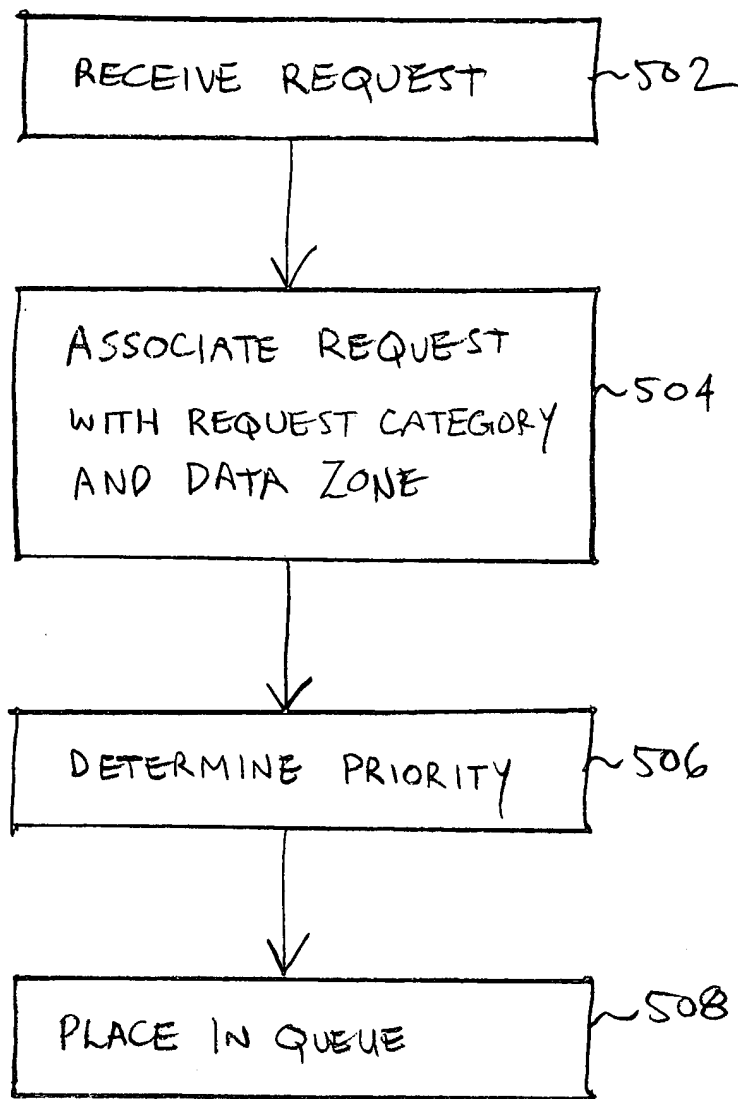 RECEIVE REQUEST
502
ASSOCIATE REQUEST
WITH REQUEST CATEGORY
AND DATA ZONE
504
DETERMINE PRIORITY
506
PLACE IN QUEUE
508